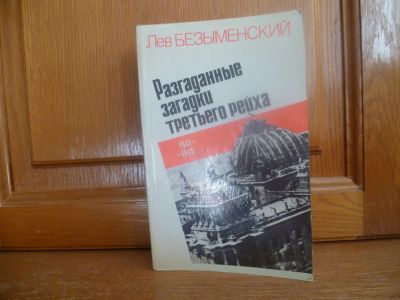 Лев БЕЗЫМЕНСКИЙ
Разгаданные
загадки
третьего рейха
1941-
-1945